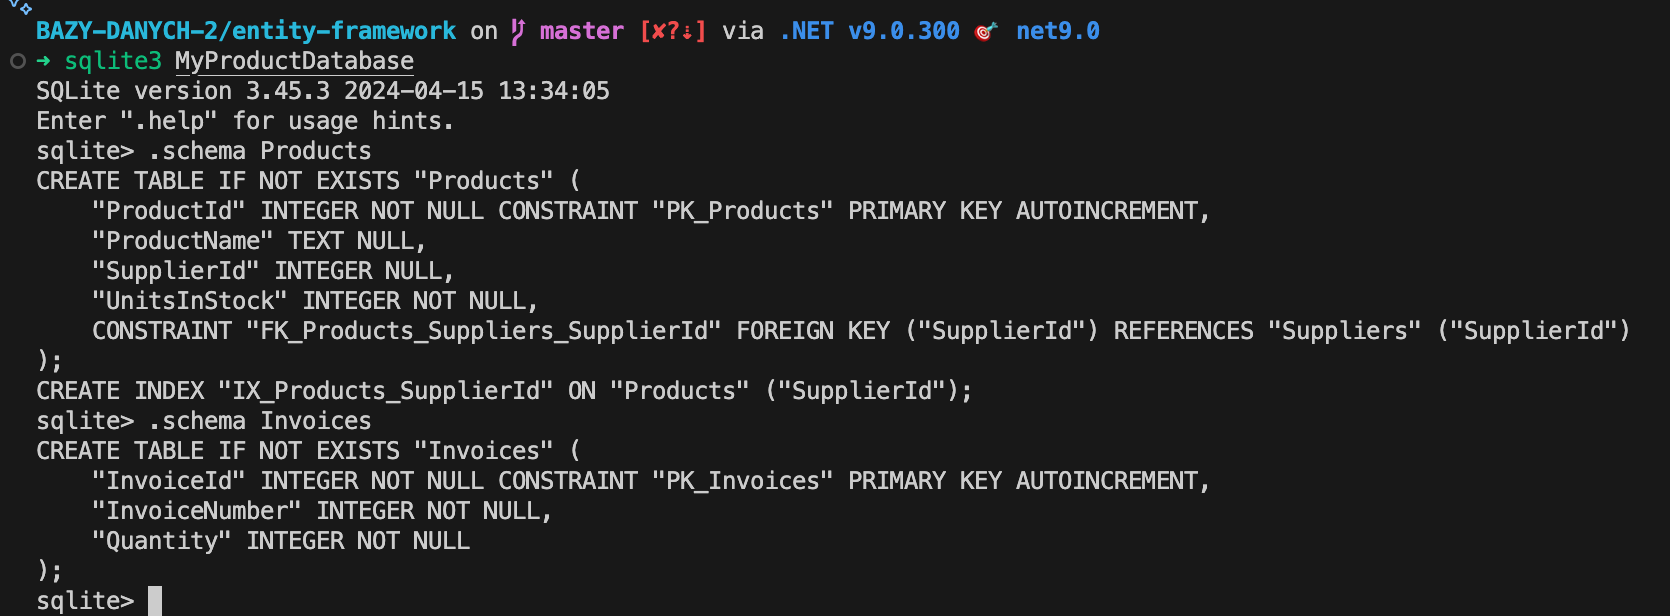 BAZY-DANYCH-2/entity-framework on master [✘?⇣] via .NET v9.0.300 🎯 net9.0
➜ sqlite3 MyProductDatabase
SQLite version 3.45.3 2024-04-15 13:34:05
Enter ".help" for usage hints.
sqlite> .schema Products
CREATE TABLE IF NOT EXISTS "Products" (
    "ProductId" INTEGER NOT NULL CONSTRAINT "PK_Products" PRIMARY KEY AUTOINCREMENT,
    "ProductName" TEXT NULL,
    "SupplierId" INTEGER NULL,
    "UnitsInStock" INTEGER NOT NULL,
    CONSTRAINT "FK_Products_Suppliers_SupplierId" FOREIGN KEY ("SupplierId") REFERENCES "Suppliers" ("SupplierId")
);
CREATE INDEX "IX_Products_SupplierId" ON "Products" ("SupplierId");
sqlite> .schema Invoices
CREATE TABLE IF NOT EXISTS "Invoices" (
    "InvoiceId" INTEGER NOT NULL CONSTRAINT "PK_Invoices" PRIMARY KEY AUTOINCREMENT,
    "InvoiceNumber" INTEGER NOT NULL,
    "Quantity" INTEGER NOT NULL
);
sqlite>